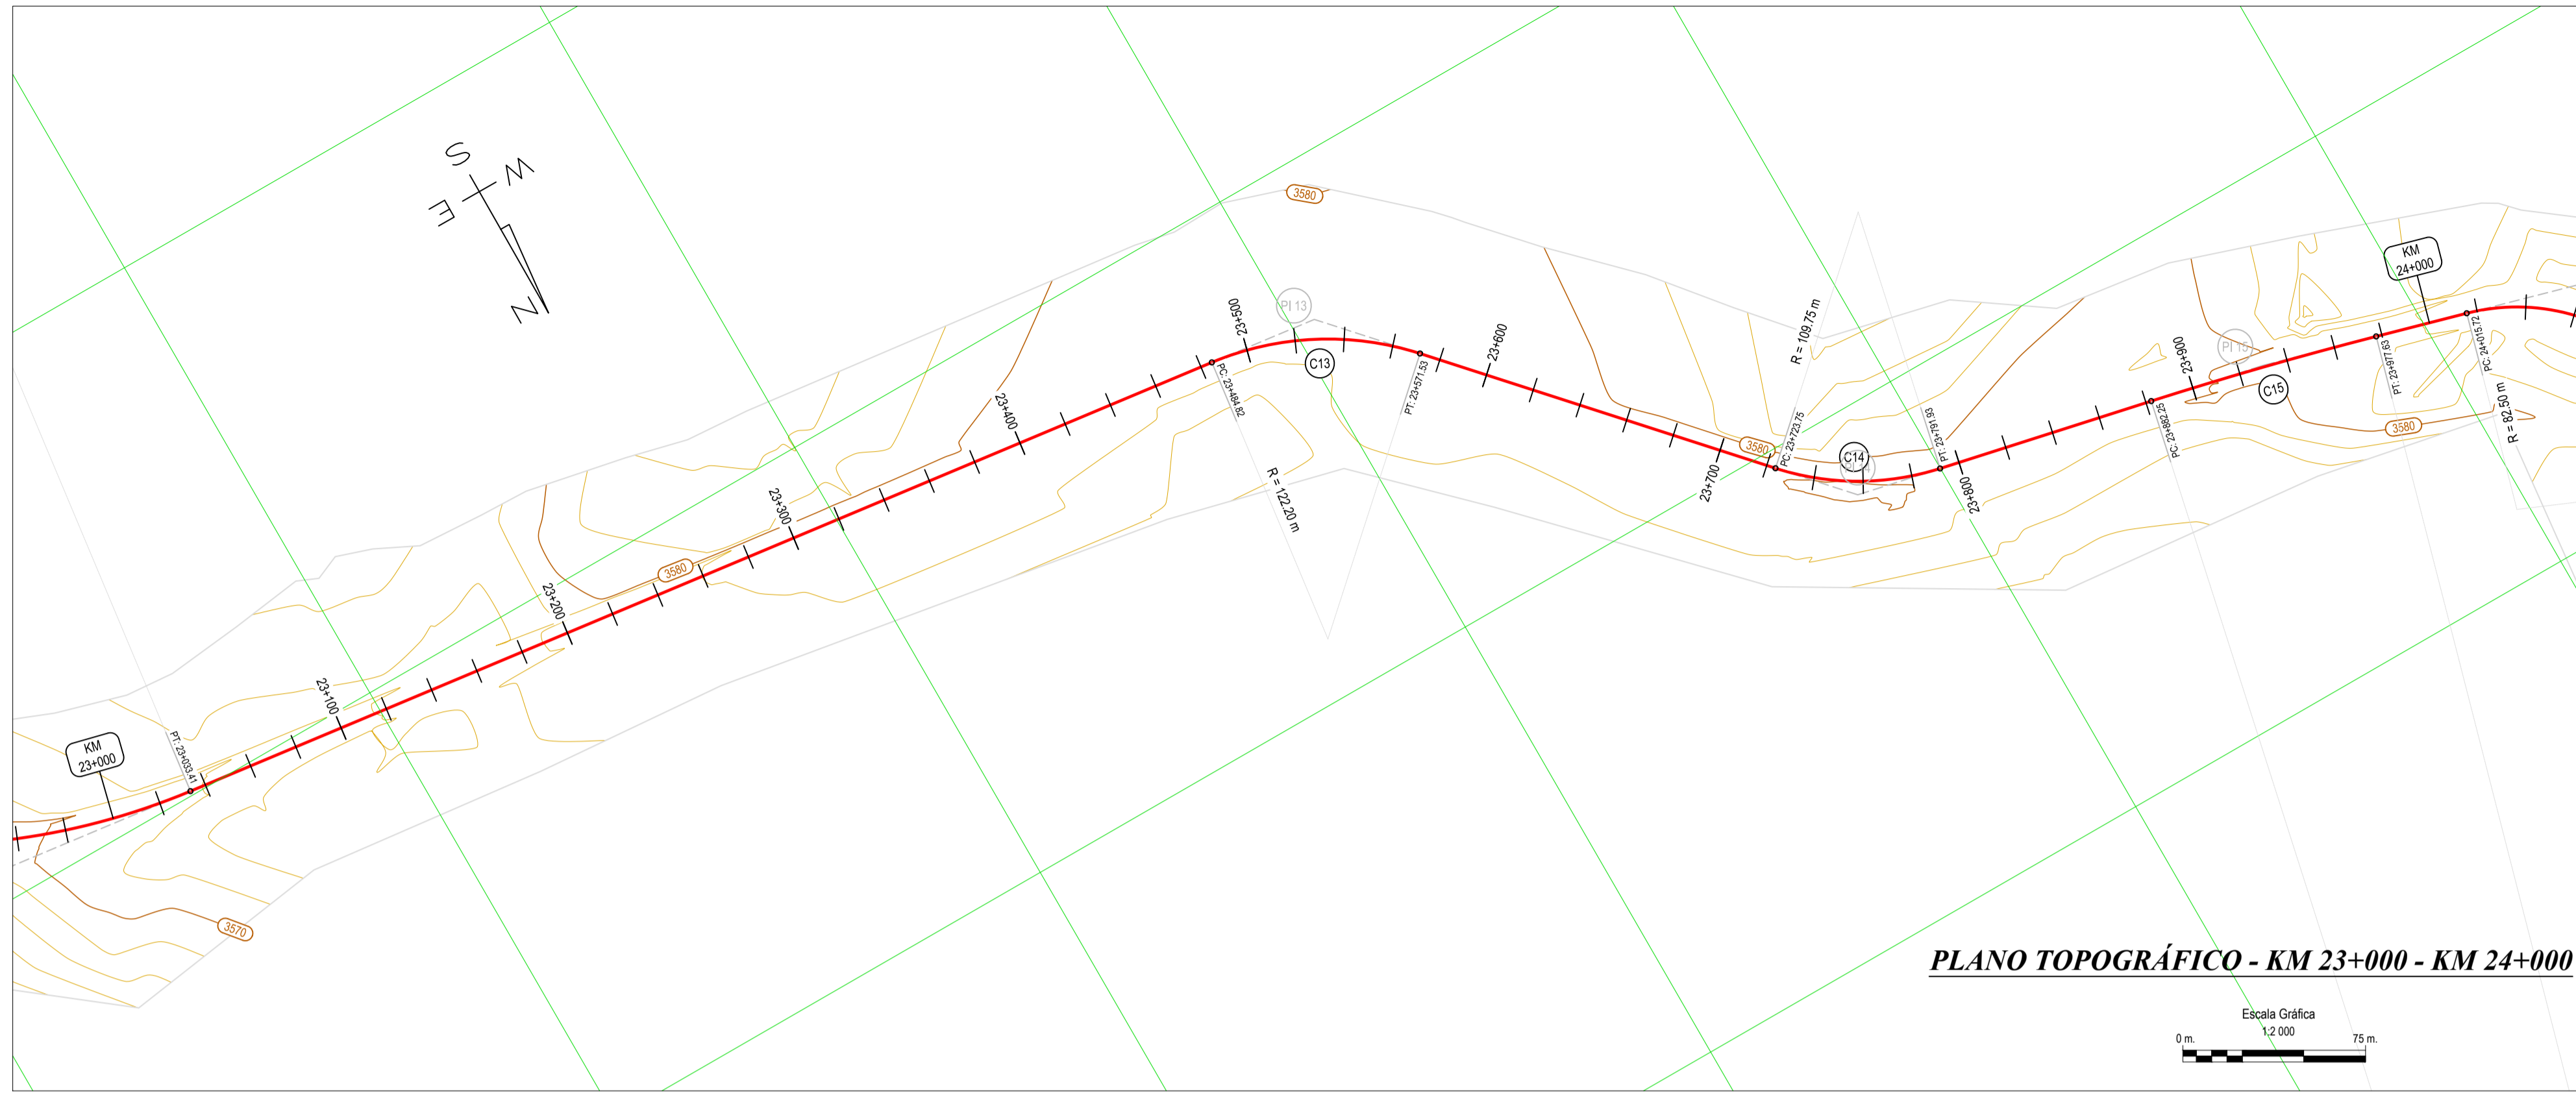 S
W
E
N
3580
KM
24+000
PI 13
23+500
R = 109.75 m
C13
23+600
PC: 23+484.82
PT: 23+571.53
23+400
R = 122.20 m
3580
PC: 23+723.75
C14
PI 14
23+700
PT: 23+791.93
23+800
23+900
PI 15
C15
PC: 23+882.25
PT: 23+977.63
PC: 24+015.72
R = 82.50 m
3580
23+300
3580
23+200
23+100
PT: 23+033.41
KM
23+000
3570
PLANO TOPOGRÁFICO - KM 23+000 - KM 24+000
Escala Gráfica
1:2 000
0 m.
75 m.